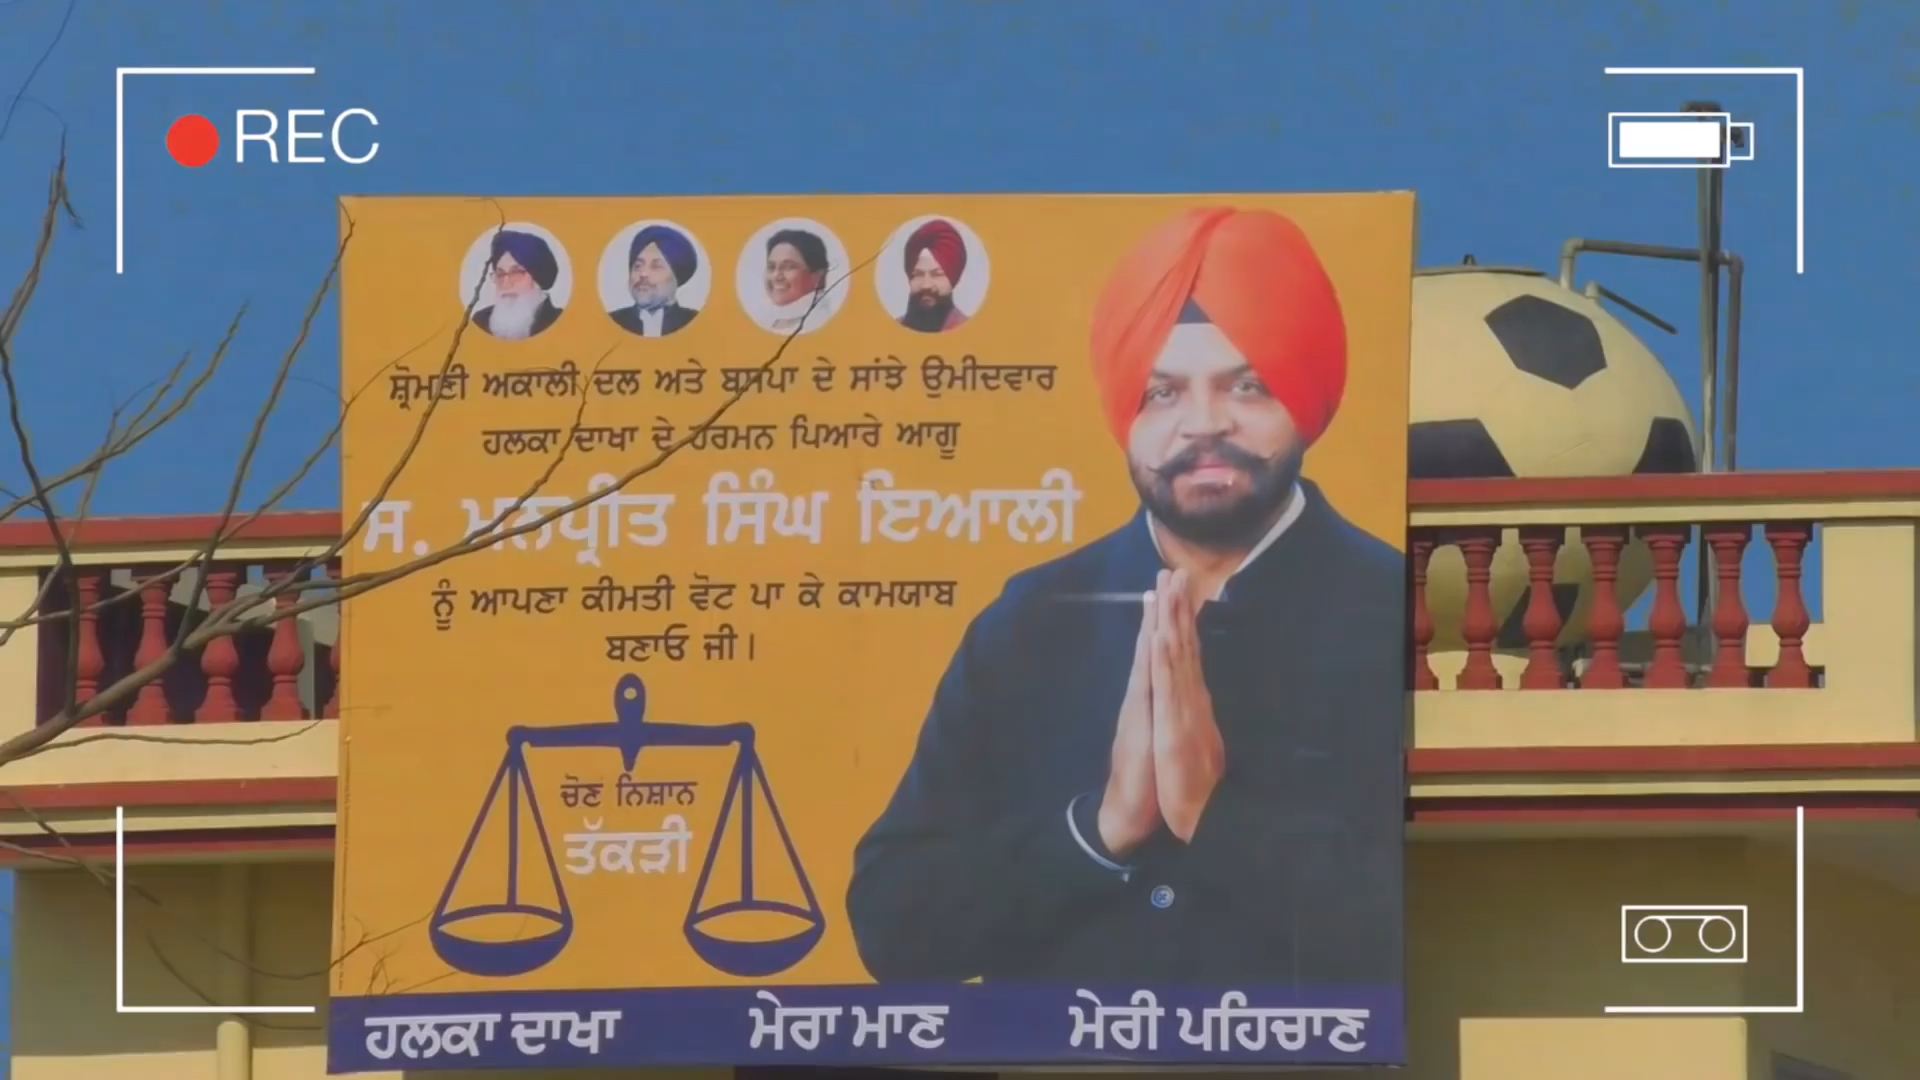 REC
ਸ਼੍ਰੋਮਣੀ ਅਕਾਲੀ ਦਲ ਅਤੇ ਬਸਪਾ ਦੇ ਸਾਂਝੇ ਉਮੀਦਵਾਰ
ਹਲਕਾ ਦਾਖਾ ਦੇ ਹਰਮਨ ਪਿਆਰੇ ਆਗੂ
ਸ. ਮਨਪ੍ਰੀਤ ਸਿੰਘ ਇਆਲੀ
ਨੂੰ ਆਪਣਾ ਕੀਮਤੀ ਵੋਟ ਪਾ ਕੇ ਕਾਮਯਾਬ
ਬਣਾਓ ਜੀ।
ਚੋਣ ਨਿਸ਼ਾਨ
ਤੱਕੜੀ
ਹਲਕਾ ਦਾਖਾ ਮੇਰਾ ਮਾਣ ਮੇਰੀ ਪਹਿਚਾਣ